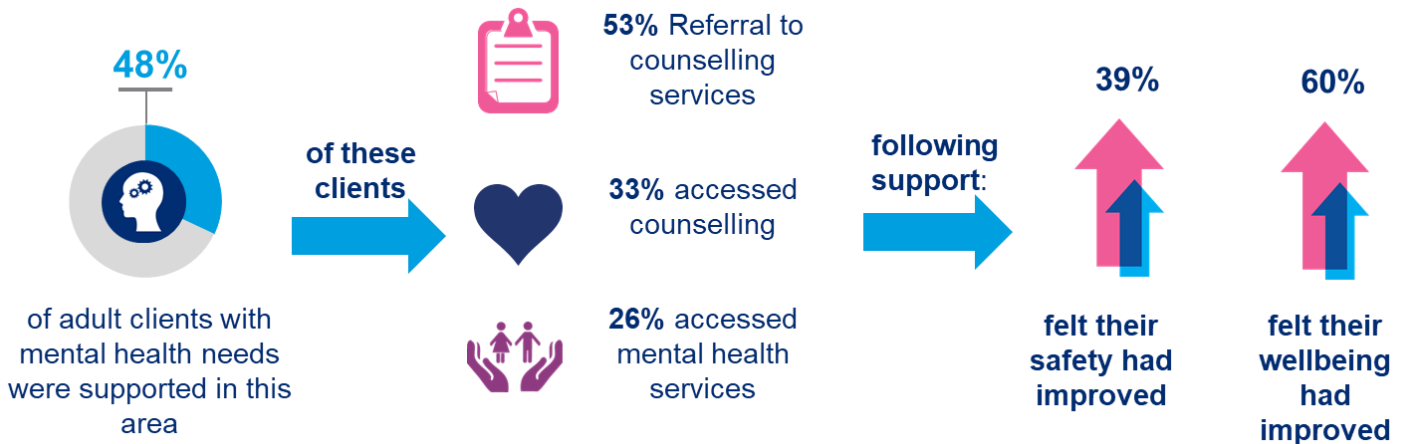 48%
of adult clients with
mental health needs
were supported in this
area
of these
clients
53% Referral to
counselling
services
33% accessed
counselling
26% accessed
mental health
services
following
support:
39%
felt their
safety had
improved
60%
felt their
wellbeing
had
improved